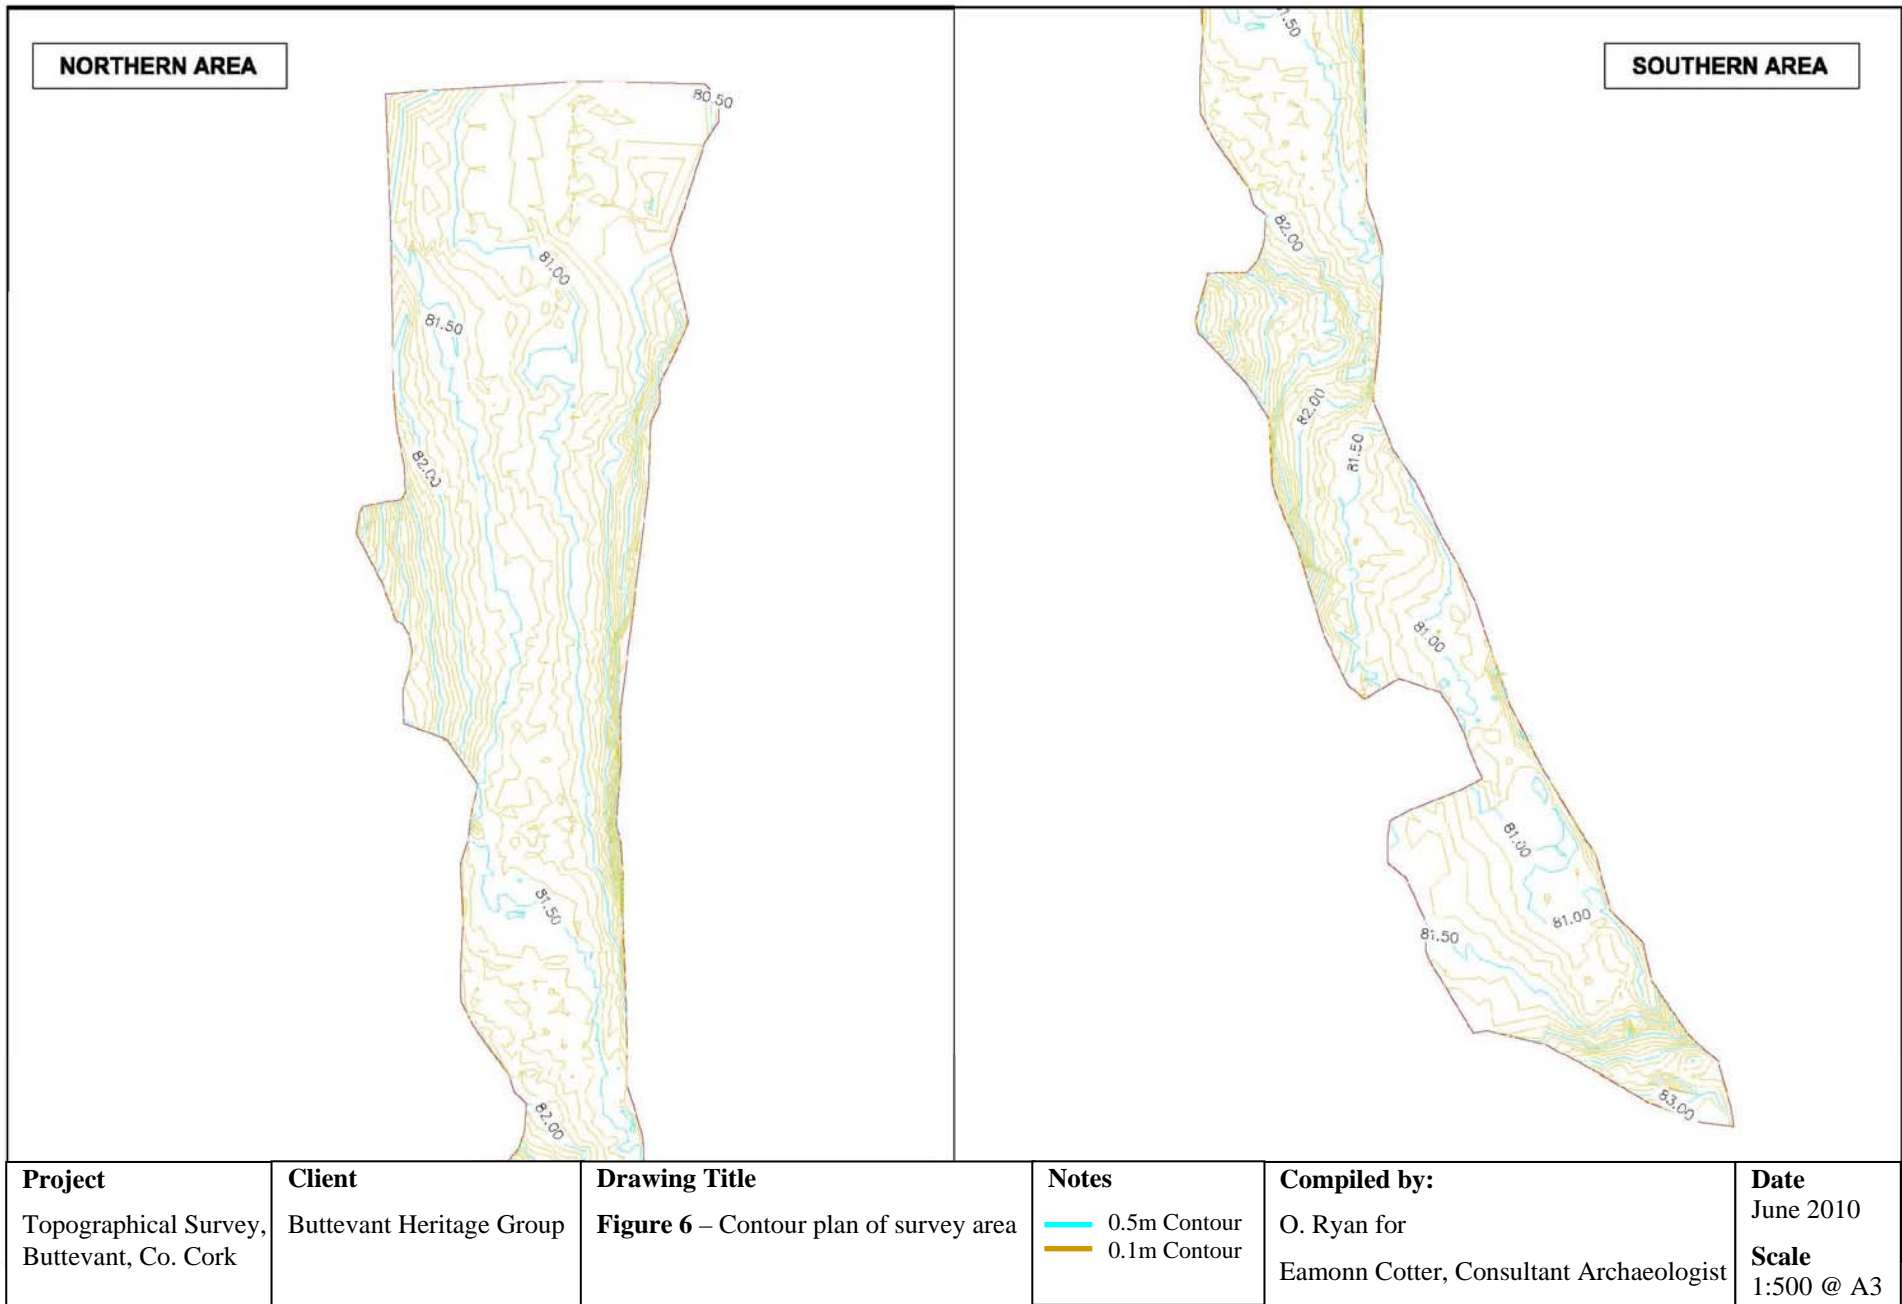 NORTHERN AREA
80.50
81.00
81.50
82.00
81.50
82.00
SOUTHERN AREA
81.50
82.00
82.00
81.50
81.00
81.00
81.00
81.50
83.00
Project
Topographical Survey,
Buttevant, Co. Cork
Client
Buttevant Heritage Group
Drawing Title
Figure 6 – Contour plan of survey area
Notes
0.5m Contour
0.1m Contour
Compiled by:
O. Ryan for
Eamonn Cotter, Consultant Archaeologist
Date
June 2010
Scale
1:500 @ A3